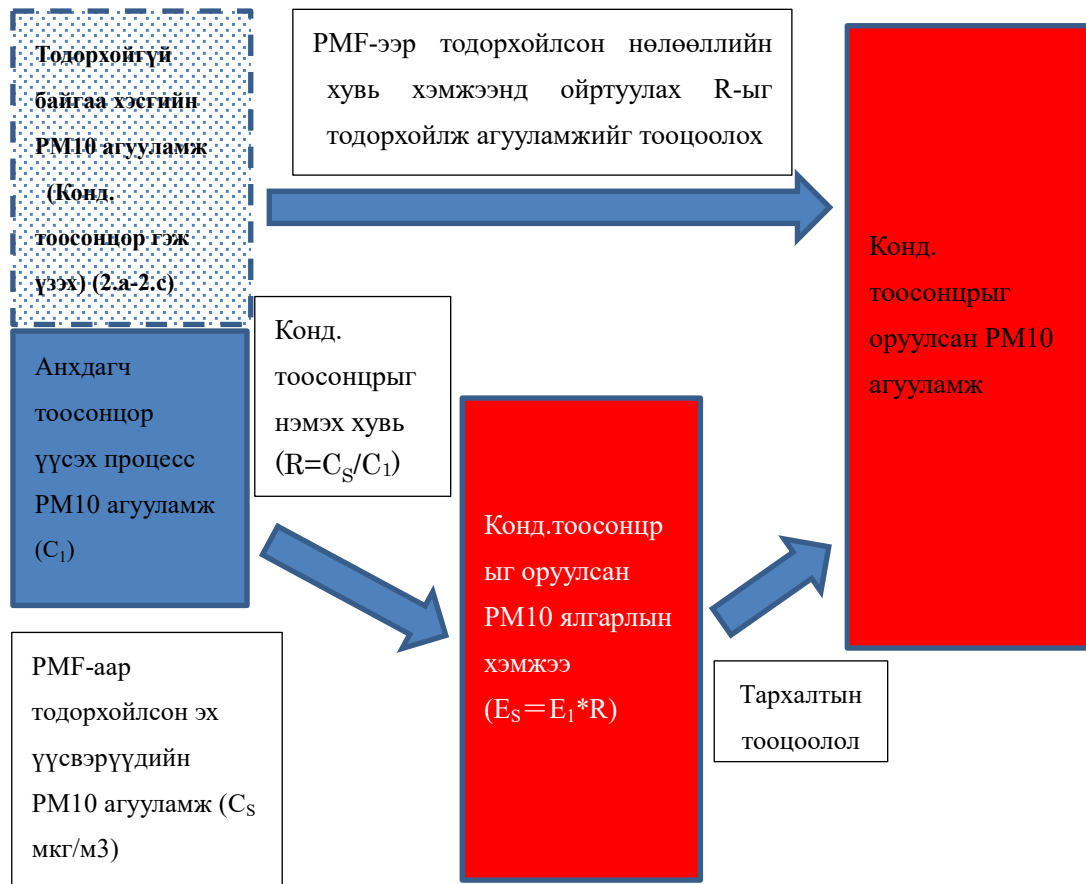 Тодорхойгүй
байгаа хэсгийн
PM10 агууламж
(Конд.
тоосонцор гэж
үзэх) (2.a-2.c)
PMF-ээр тодорхойлсон нөлөөллийн
хувь хэмжээнд ойртуулах R-ыг
тодорхойлж агууламжийг тооцоолох
Конд.
тоосонцрыг
оруулсан PM10
агууламж
Конд.
тоосонцрыг
нэмэх хувь
(R=CS/C1)
Анхдагч
тоосонцор
үүсэх процесс
PM10 агууламж
(C1)
Конд.тоосонцр
ыг оруулсан
PM10 ялгарлын
хэмжээ
(ES＝E1*R)
PMF-аар
тодорхойлсон эх
үүсвэрүүдийн
PM10 агууламж (CS
мкг/м3)
Тархалтын
тооцоолол